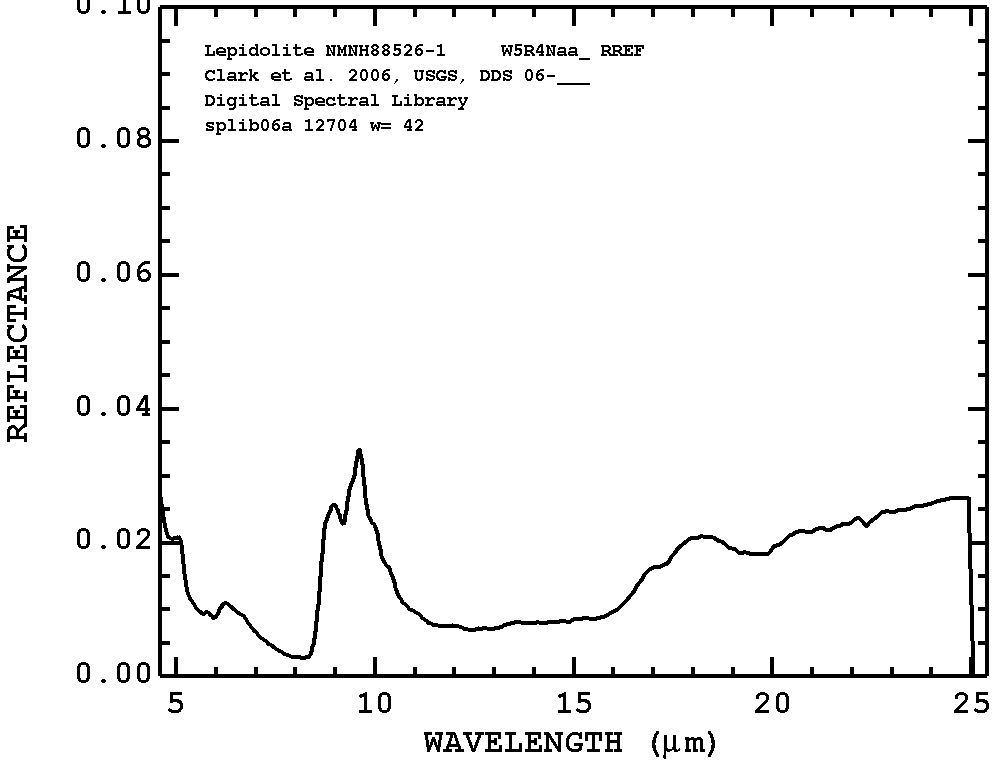 0.10
Lepidolite NMNH88526-1 W5R4Naa_ RREF
Clark et al. 2006, USGS, DDS 06-___
Digital Spectral Library
splib06a 12704 w= 42
0.08
0.06
0.04
0.02
0.00
REFLECTANCE
5 10 15 20 25
WAVELENGTH (μm)